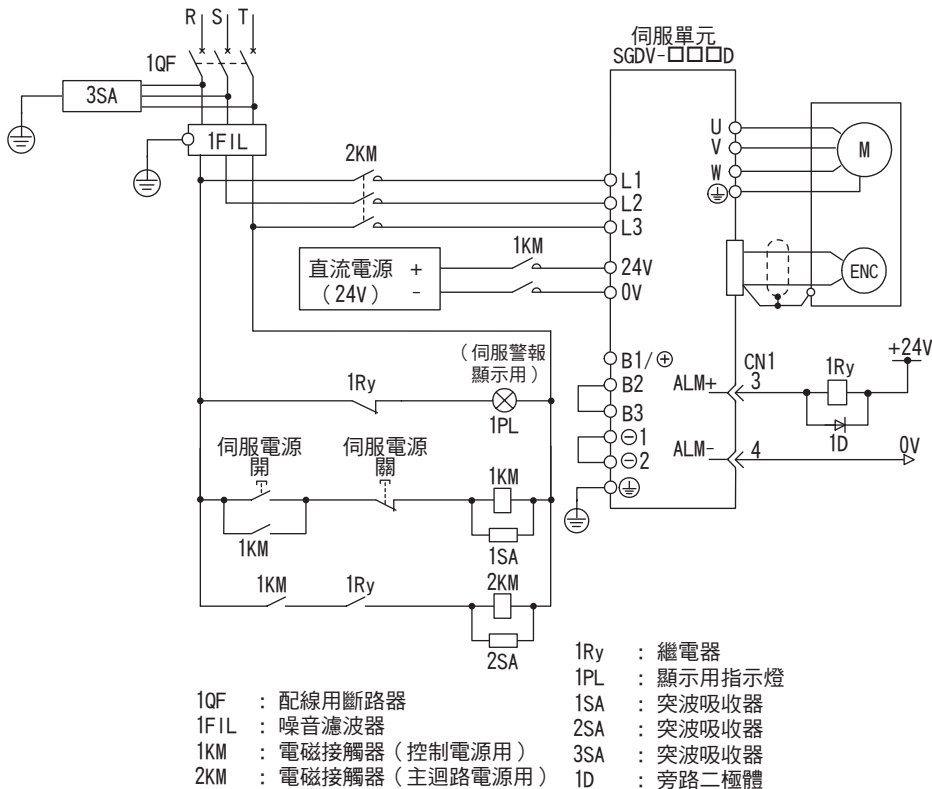 R S T
1QF
3SA
1FIL
2KM
伺服單元
SGDV-□□□D
U
V
W
M
L1
L2
L3
1KM
直流電源 +
（24V） -
24V
0V
ENC
（伺服警報
顯示用）
1Ry
1PL
B1/⊕
B2
B3
⊖1
⊖2
CN1
ALM+ 3
1Ry
+24V
1D
ALM- 4
0V
伺服電源
開
伺服電源
關
1KM
1KM
1SA
1KM
1Ry
2KM
2SA
1QF : 配線用斷路器
1FIL : 噪音濾波器
1KM : 電磁接觸器（控制電源用）
2KM : 電磁接觸器（主迴路電源用）
1Ry : 繼電器
1PL : 顯示用指示燈
1SA : 突波吸收器
2SA : 突波吸收器
3SA : 突波吸收器
1D : 旁路二極體